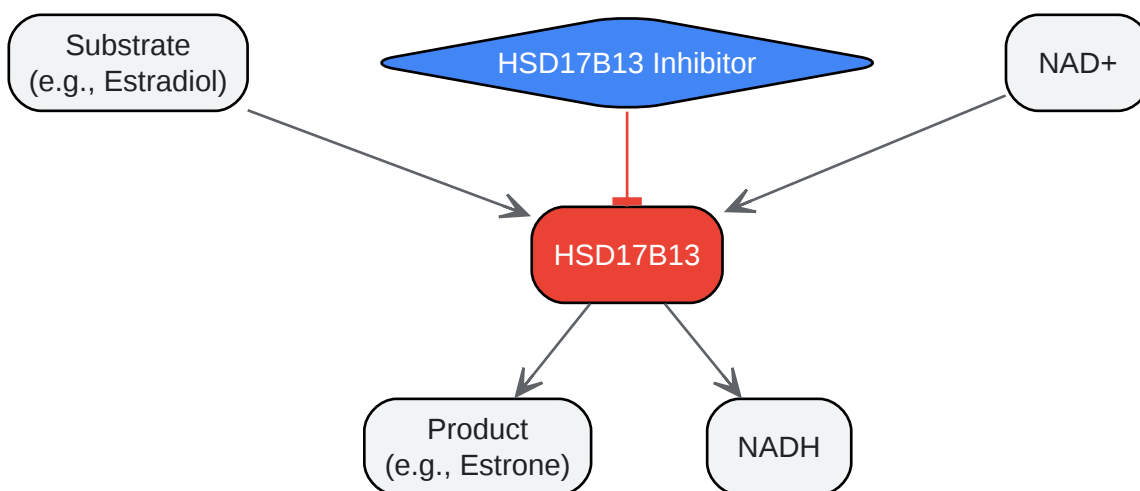 Substrate
(e.g., Estradiol)
HSD17B13 Inhibitor
NAD+
HSD17B13
Product
(e.g., Estrone)
NADH